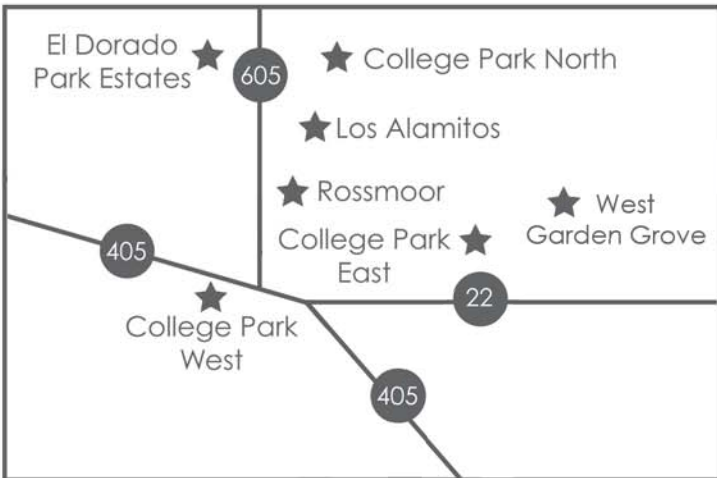 El Dorado
Park Estates
605
College Park North
Los Alamitos
Rossmoor
West
Garden Grove
College Park
East
405
22
College Park
West
405